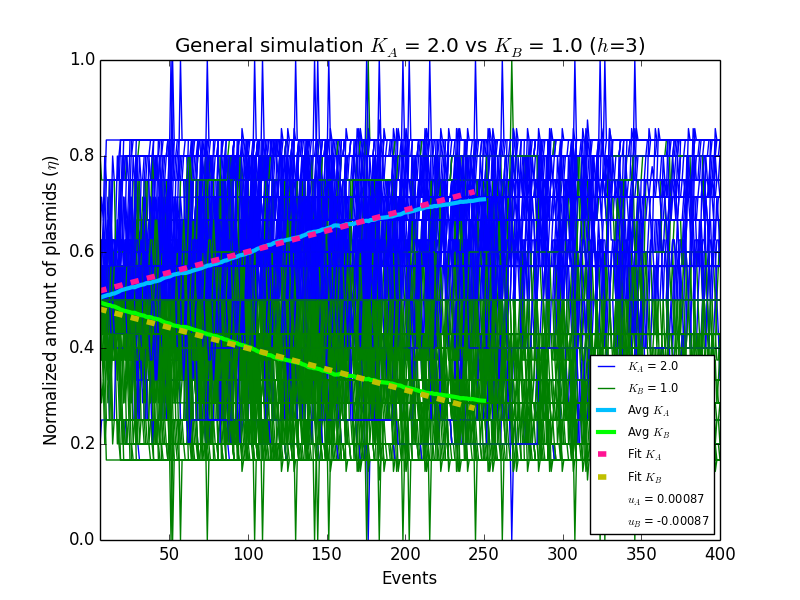 General simulation K_A = 2.0 vs K_B = 1.0 (h=3)
Normalized amount of plasmids (η)
1.0
0.8
0.6
0.4
0.2
0.0
K_A = 2.0
K_B = 1.0
Avg K_A
Avg K_B
Fit K_A
Fit K_B
u_A = 0.00087
u_B = -0.00087
50 100 150 200 250 300 350 400
Events